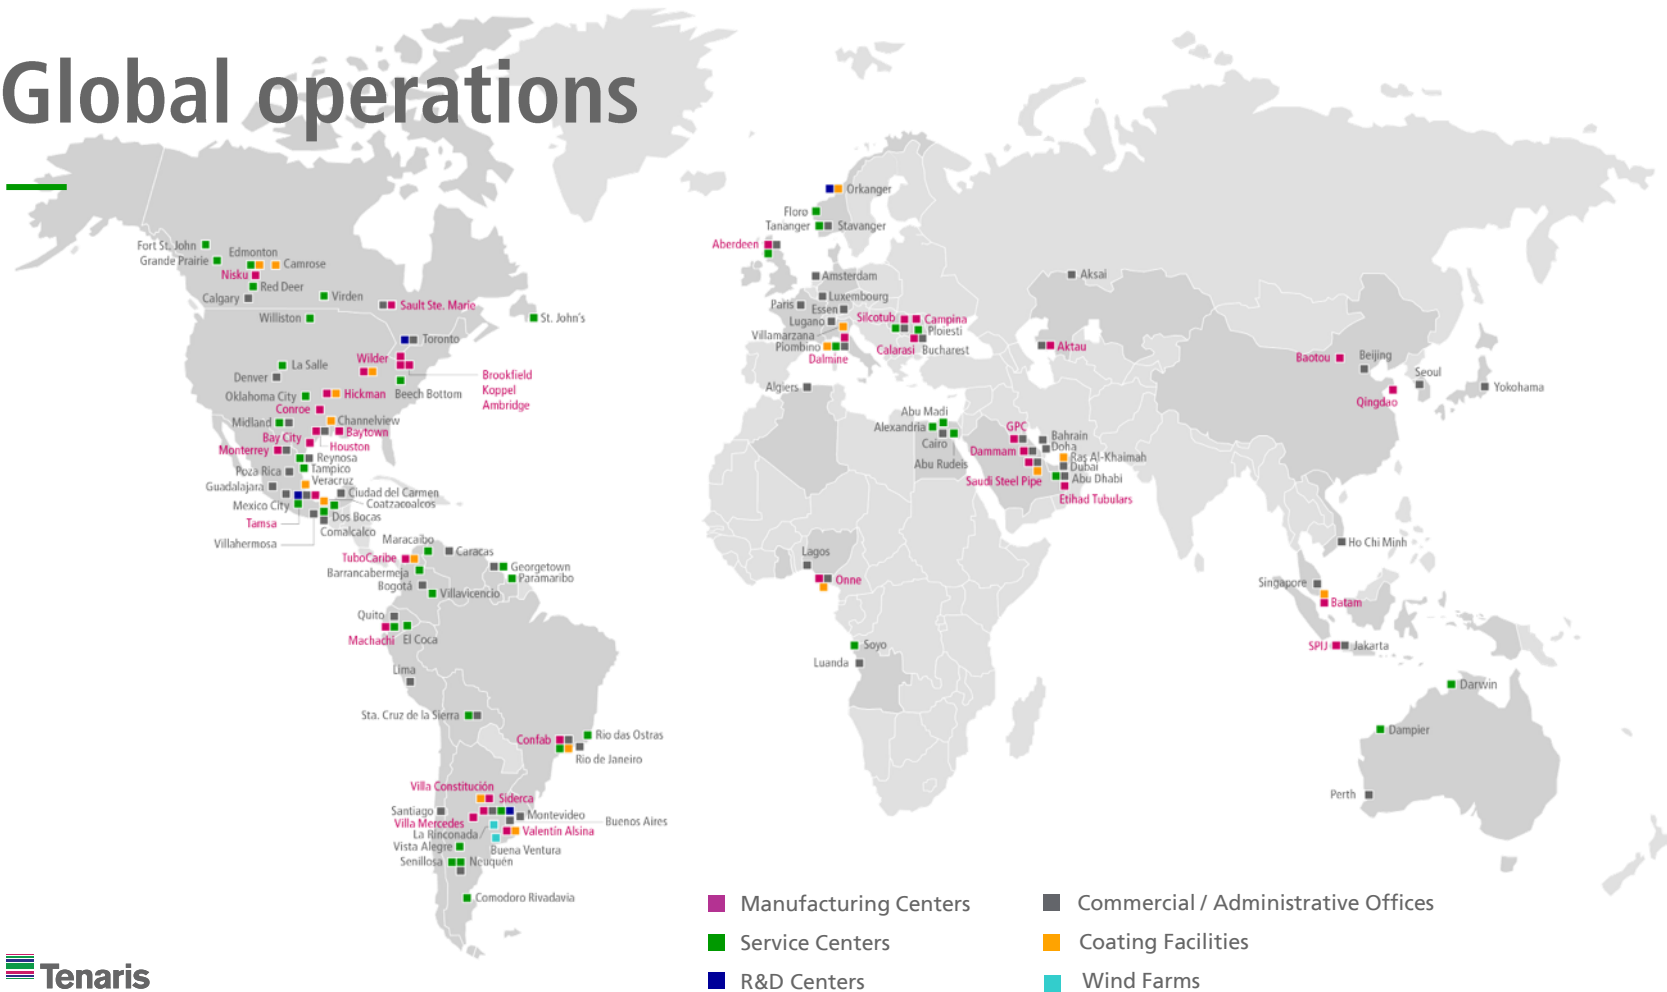 Global operations
Fort St. John
Grande Prairie
Edmonton
Camrose
Nisku
Red Deer
Calgary
Virden
Sault Ste. Marie
Williston
St. John's
Toronto
Wilder
La Salle
Denver
Brookfield
Koppel
Ambridge
Oklahoma City
Hickman
Beech Bottom
Conroe
Midland
Channelview
Bay City
Baytown
Houston
Monterrey
Reynosa
Tampico
Poza Rica
Veracruz
Guadalajara
Ciudad del Carmen
Mexico City
Coatzacoalcos
Tamsa
Dos Bocas
Comalcalco
Villahermosa
Maracaibo
Caracas
TuboCaribe
Georgetown
Barrancabermeja
Paramaribo
Bogotá
Villavicencio
Quito
Machachi
El Coca
Lima
Sta. Cruz de la Sierra
Confab
Rio das Ostras
Rio de Janeiro
Villa Constitución
Siderca
Santiago
Montevideo
Villa Mercedes
Buenos Aires
La Rinconada
Valentín Alsina
Vista Alegre
Buena Ventura
Senillosa
Neuquén
Comodoro Rivadavia
Orkanger
Floro
Tananger
Stavanger
Aberdeen
Amsterdam
Luxembourg
Paris
Essen
Lugano
Silcotub
Campina
Villamarzana
Ploiesti
Piombino
Calarasi
Bucharest
Dalmine
Algiers
Aksai
Aktau
Abu Madi
Alexandria
Cairo
Abu Rudeis
GPC
Bahrain
Doha
Dammam
Ras Al-Khaimah
Dubai
Saudi Steel Pipe
Abu Dhabi
Etihad Tubulars
Lagos
Onne
Soyo
Luanda
Baotou
Beijing
Seoul
Yokohama
Qingdao
Ho Chi Minh
Singapore
Batam
SPIJ
Jakarta
Darwin
Dampier
Perth
Manufacturing Centers
Service Centers
R&D Centers
Commercial / Administrative Offices
Coating Facilities
Wind Farms
Tenaris